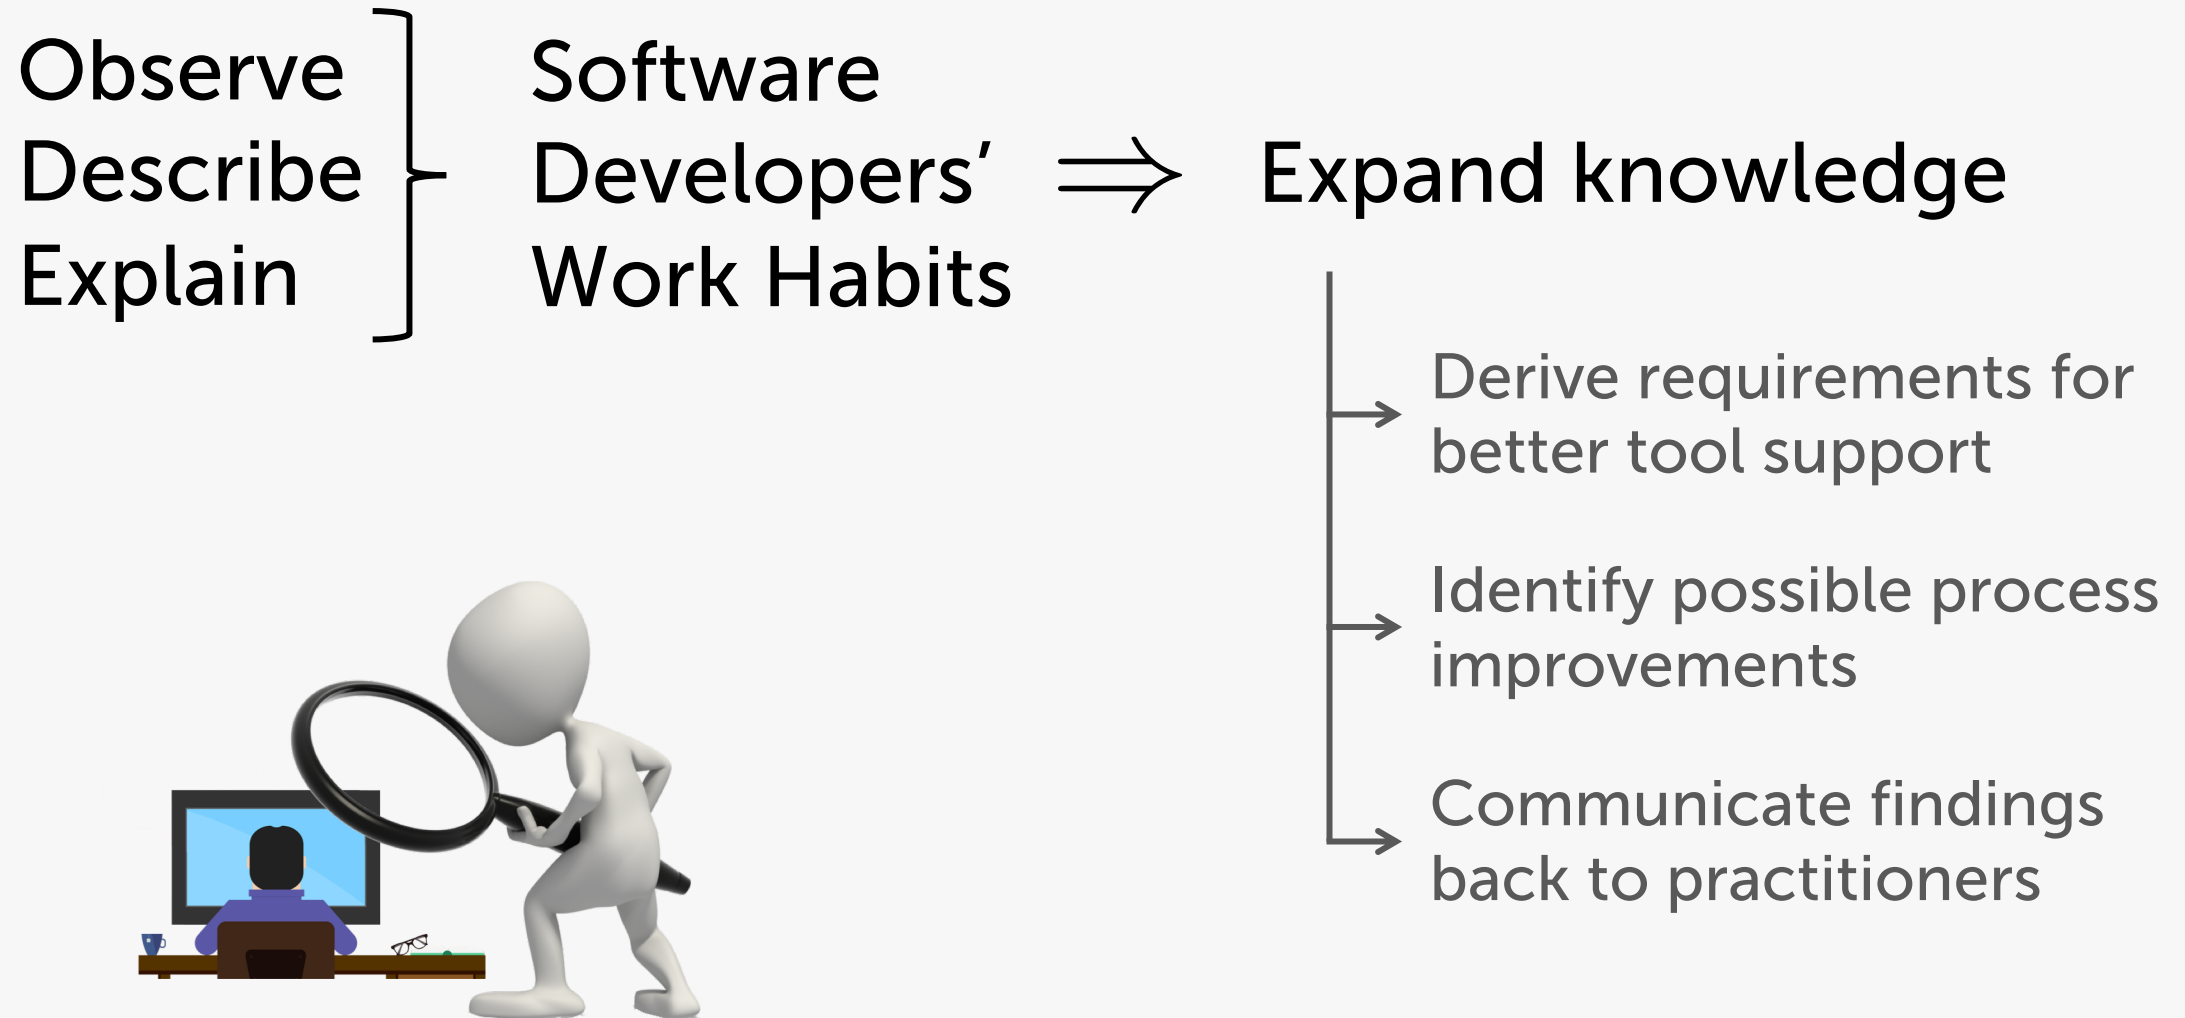 Observe
Describe
Explain
Software
Developers’
Work Habits
Expand knowledge
Derive requirements for
better tool support
Identify possible process
improvements
Communicate findings
back to practitioners